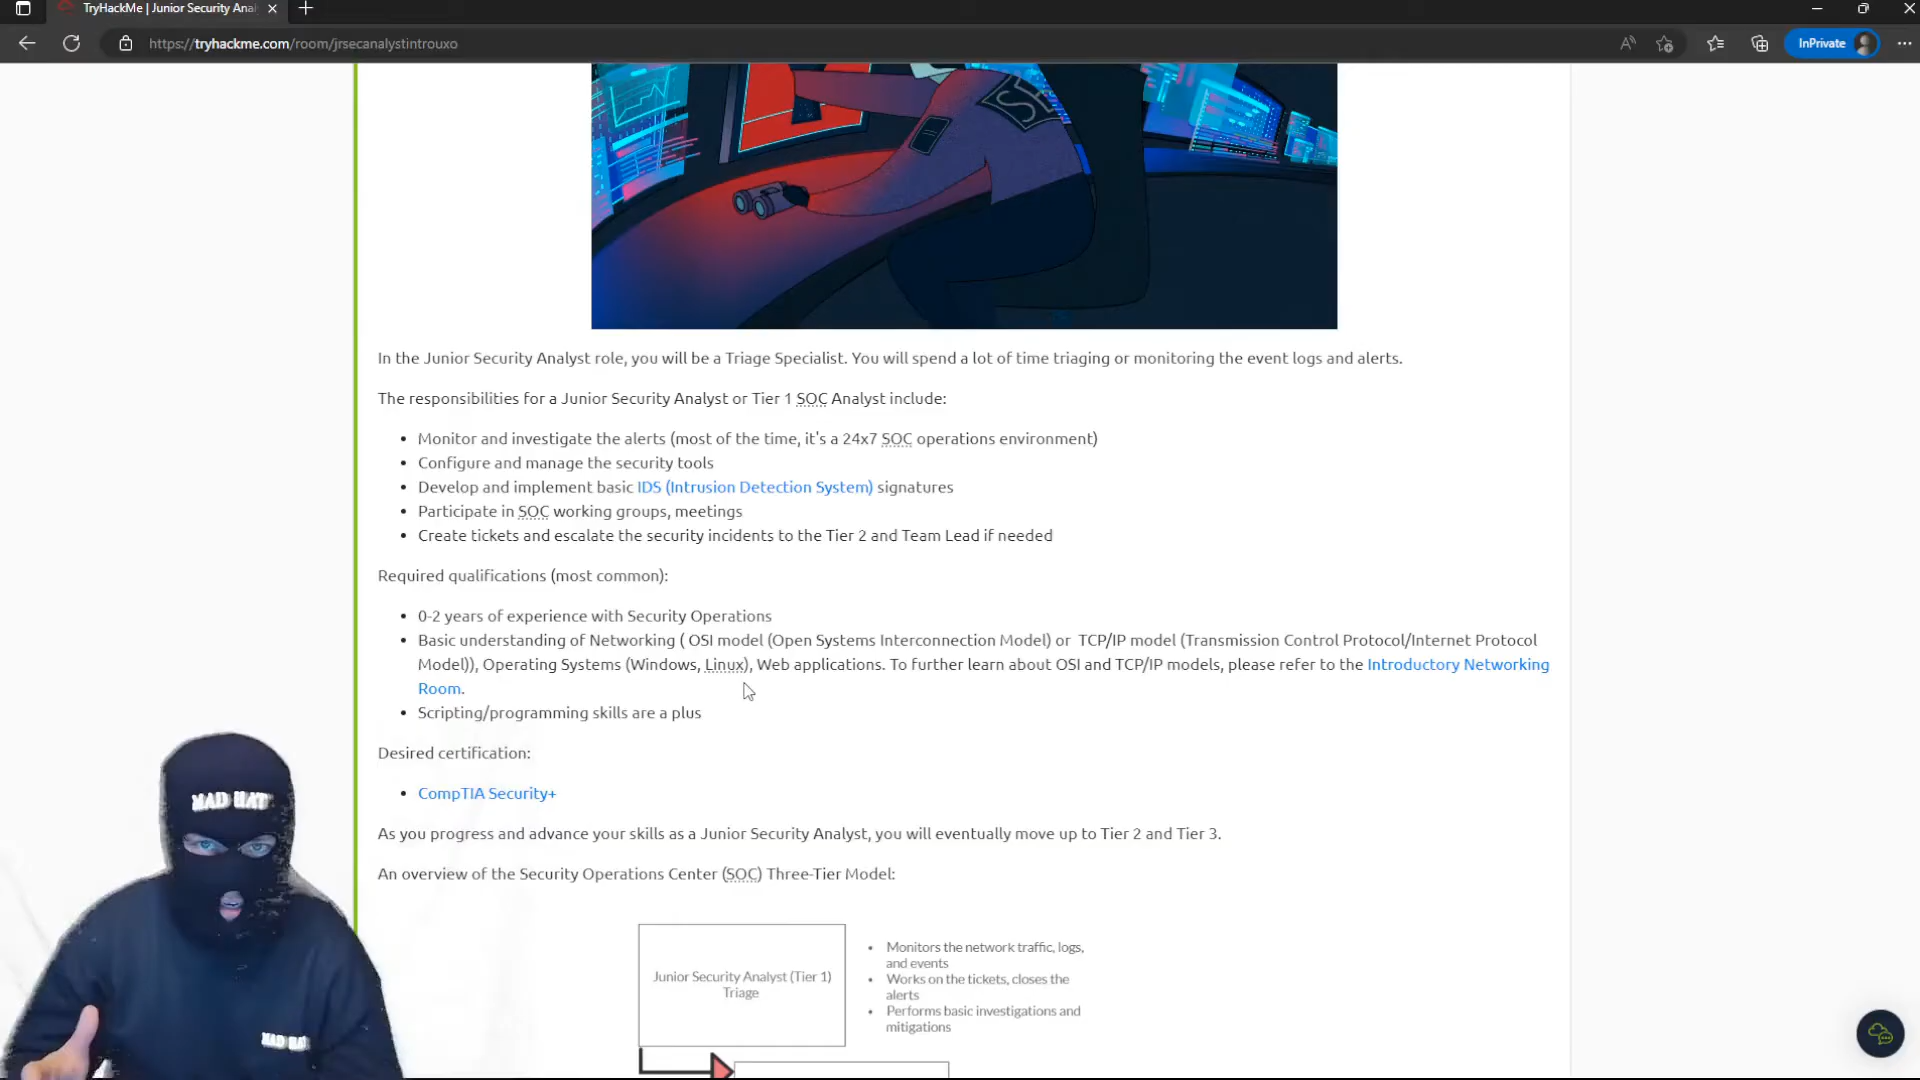 TryHackMe | Junior Security Anal
https://tryhackme.com/room/jrsecanalystintrouxo
InPrivate
SE
In the Junior Security Analyst role, you will be a Triage Specialist. You will spend a lot of time triaging or monitoring the event logs and alerts.
The responsibilities for a Junior Security Analyst or Tier 1 SOC Analyst include:
• Monitor and investigate the alerts (most of the time, it's a 24x7 SOC operations environment)
• Configure and manage the security tools
• Develop and implement basic IDS (Intrusion Detection System) signatures
• Participate in SOC working groups, meetings
• Create tickets and escalate the security incidents to the Tier 2 and Team Lead if needed
Required qualifications (most common):
• 0-2 years of experience with Security Operations
• Basic understanding of Networking ( OSI model (Open Systems Interconnection Model) or TCP/IP model (Transmission Control Protocol/Internet Protocol
Model)), Operating Systems (Windows, Linux), Web applications. To further learn about OSI and TCP/IP models, please refer to the Introductory Networking
Room.
• Scripting/programming skills are a plus
Desired certification:
• CompTIA Security+
As you progress and advance your skills as a Junior Security Analyst, you will eventually move up to Tier 2 and Tier 3.
An overview of the Security Operations Center (SOC) Three-Tier Model:
Junior Security Analyst (Tier 1)
Triage
• Monitors the network traffic, logs,
and events
• Works on the tickets, closes the
alerts
• Performs basic investigations and
mitigations
MAD HAT
MAD HAT